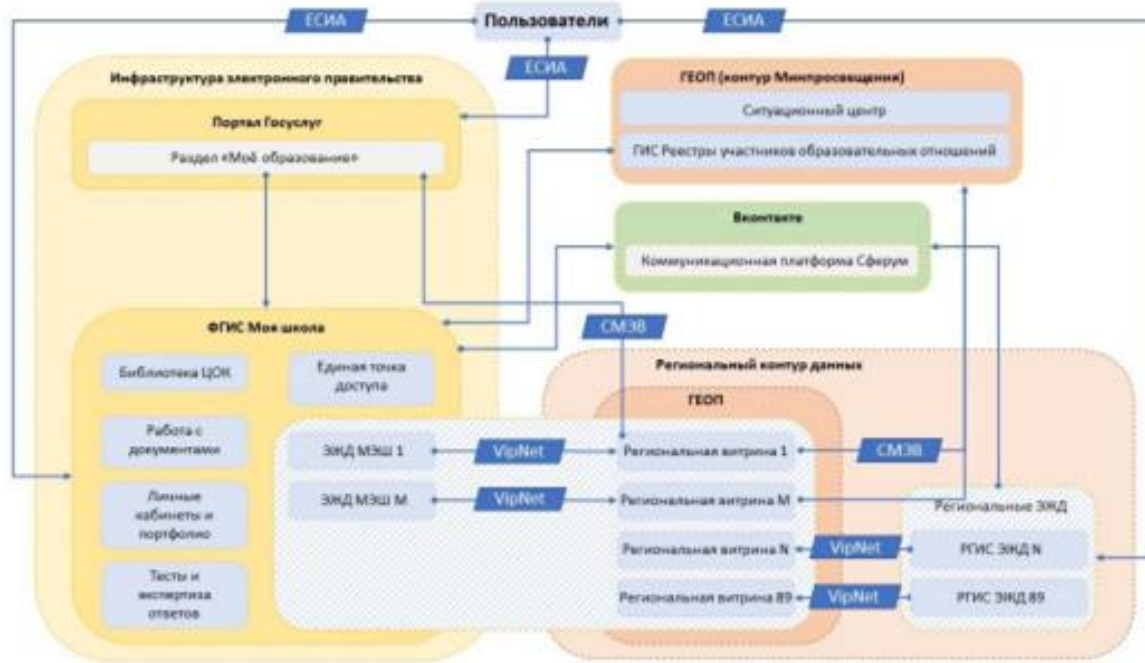 ЕСИА
Пользователи
ЕСИА
ЕСИА
Инфраструктура электронного правительства
Портал Госуслуг
Раздел «Моё образование»
ГЕОП (контур Минпросвещения)
Ситуационный центр
ГИС Реестры участников образовательных отношений
Вконтакте
Коммуникационная платформа Сферум
СМЭВ
ФГИС Моя школа
Библиотека ЦОК
Единая точка
доступа
Работа с
документами
Личные
кабинеты и
портфолио
Тесты и
экспертиза
ответов
ЭЖД МЭШ 1
VipNet
ЭЖД МЭШ М
VipNet
Региональный контур данных
ГЕОП
Региональная витрина 1
СМЭВ
Региональная витрина М
Региональная витрина N
VipNet
Региональная витрина 89
VipNet
Региональные ЭЖД
РГИС ЭЖД N
РГИС ЭЖД 89